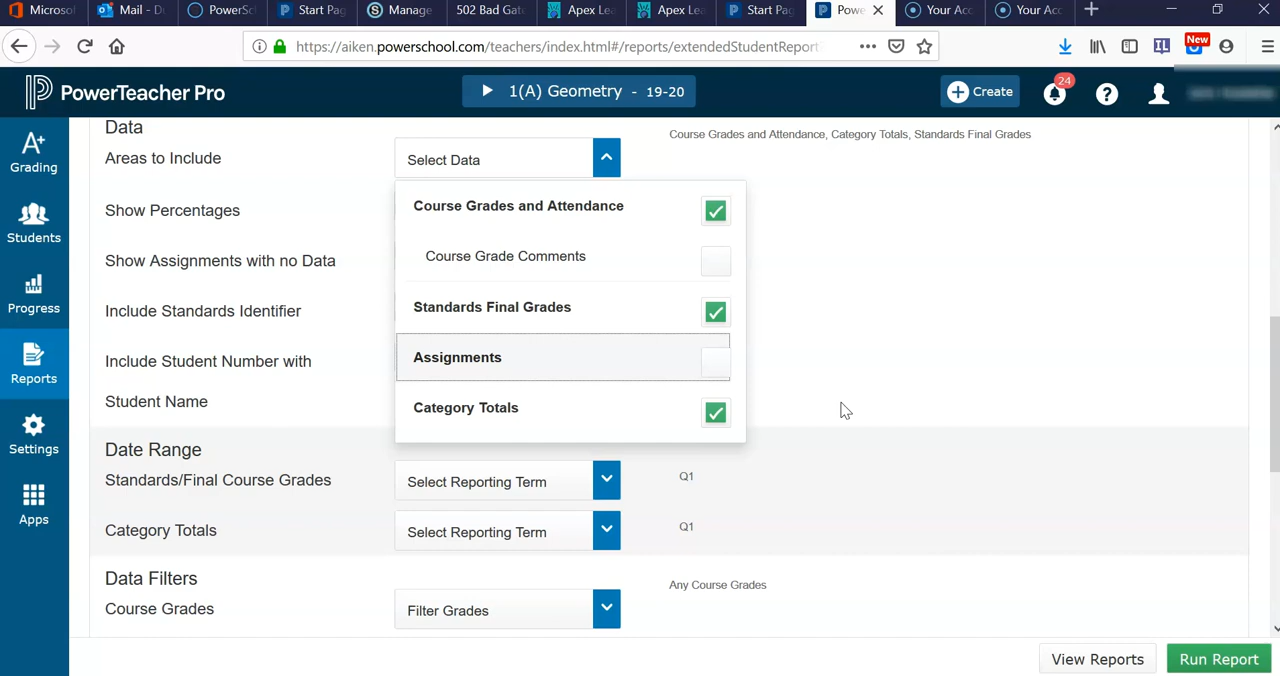 Microsof
Mail - Du
PowerSc
Start Pag
Manage
502 Bad Gate
Apex Lea
Apex Lea
Start Pag
Powe
Your Acc
Your Acc
https://aiken.powerschool.com/teachers/index.html#/reports/extendedStudentReport
New
PowerTeacher Pro
1(A) Geometry - 19-20
Create
24
A+
Grading
Students
Progress
Reports
Settings
Apps
Data
Course Grades and Attendance, Category Totals, Standards Final Grades
Areas to Include
Select Data
Course Grades and Attendance
Show Percentages
Course Grade Comments
Show Assignments with no Data
Standards Final Grades
Include Standards Identifier
Assignments
Include Student Number with
Student Name
Category Totals
Date Range
Standards/Final Course Grades
Select Reporting Term
Q1
Category Totals
Select Reporting Term
Q1
Data Filters
Any Course Grades
Course Grades
Filter Grades
View Reports
Run Report